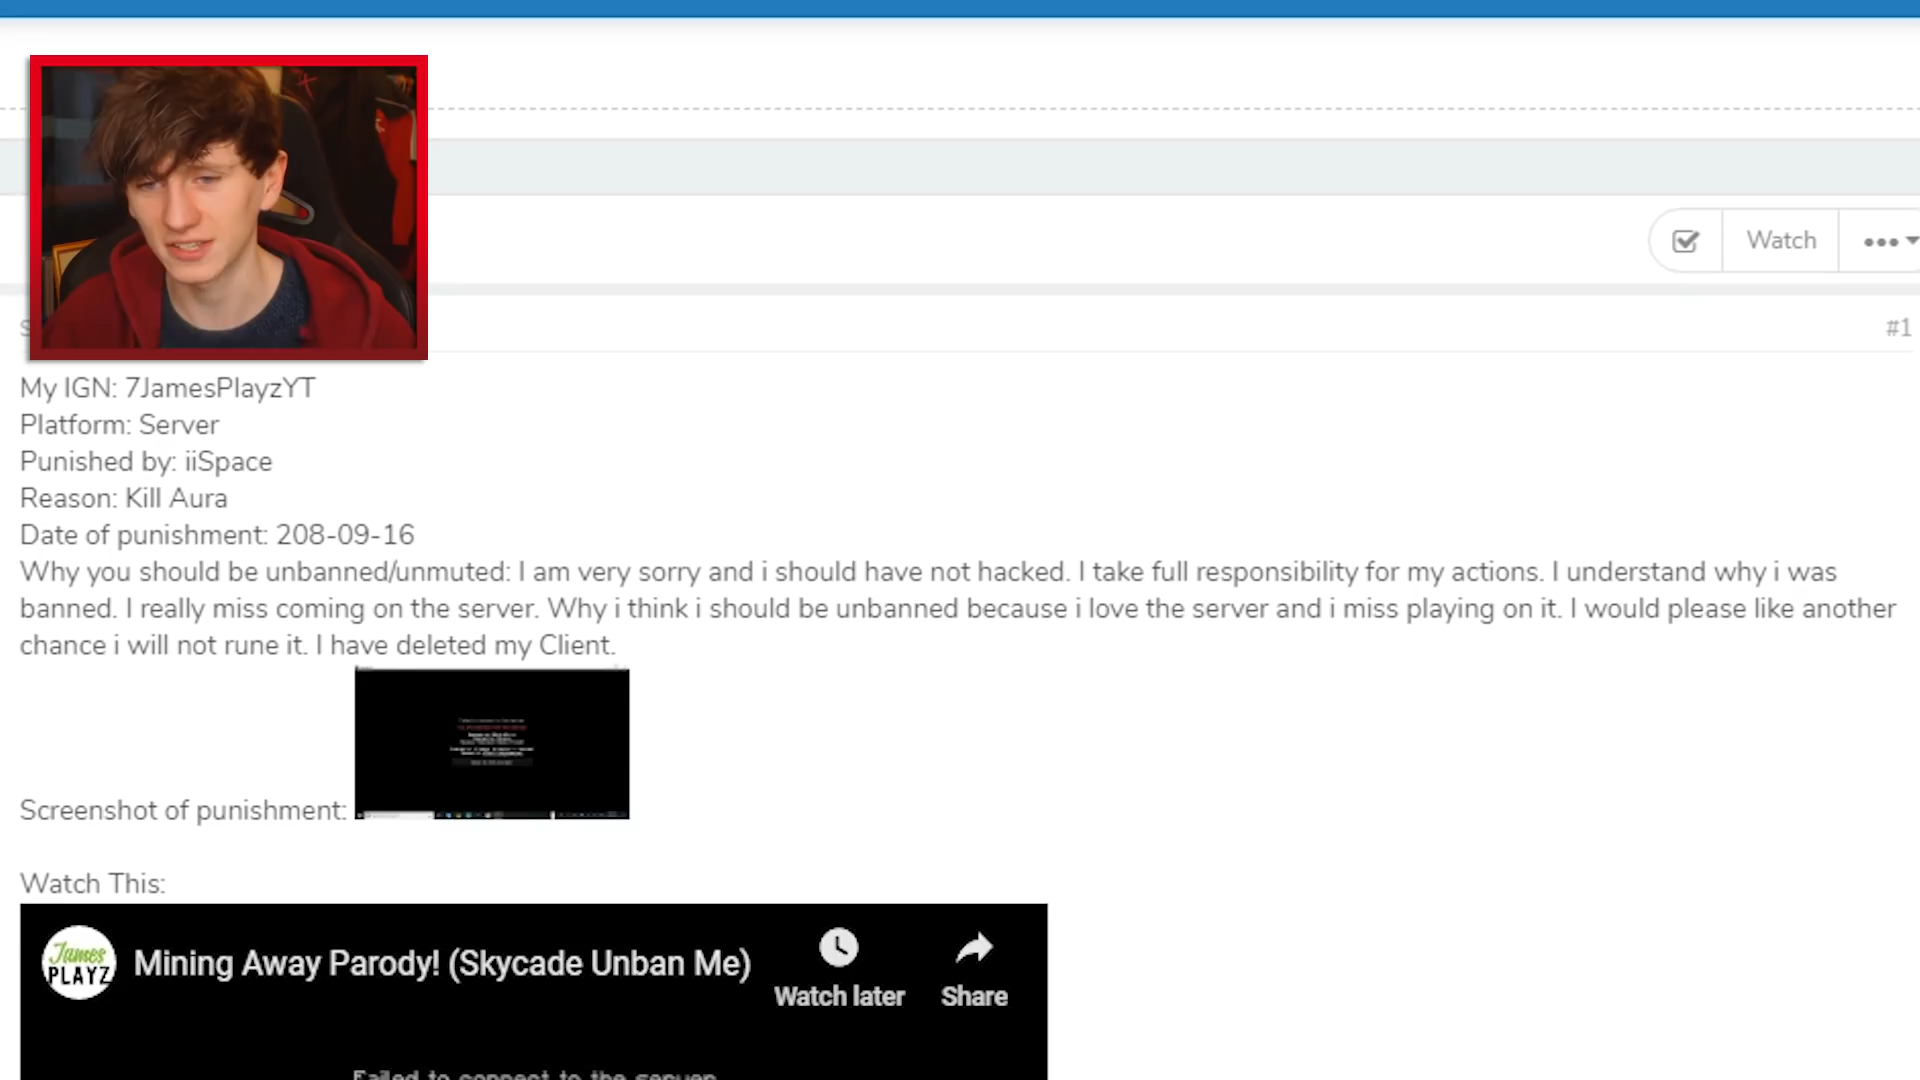 Watch
#1
My IGN: 7JamesPlayzYT
Platform: Server
Punished by: iiSpace
Reason: Kill Aura
Date of punishment: 208-09-16
Why you should be unbanned/unmuted: I am very sorry and i should have not hacked. I take full responsibility for my actions. I understand why i was
banned. I really miss coming on the server. Why i think i should be unbanned because i love the server and i miss playing on it. I would please like another
chance i will not rune it. I have deleted my Client.
Screenshot of punishment:
Watch This:
James
PLAYZ
Mining Away Parody! (Skycade Unban Me)
Watch later
Share
Failed to connect to the server